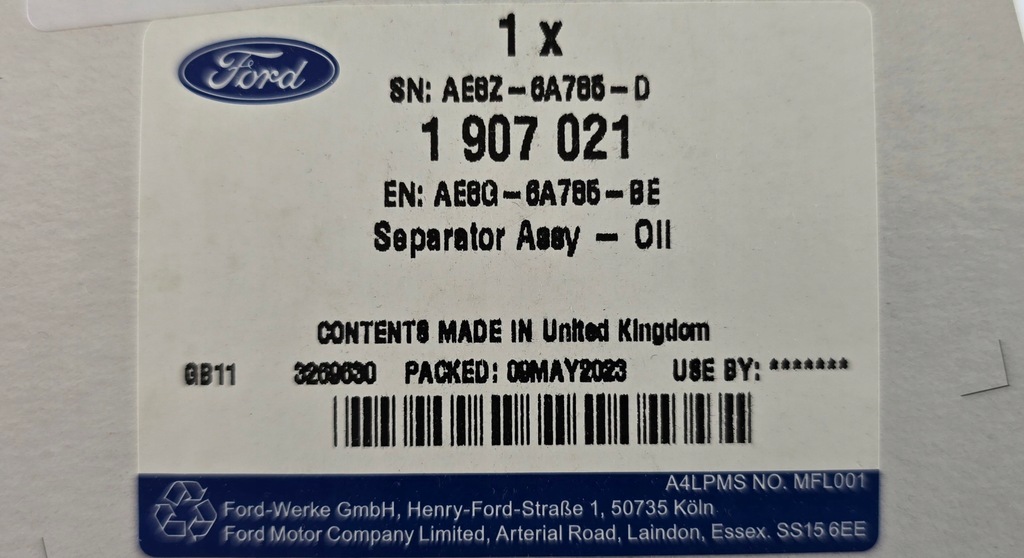 Ford
1 x
SN: AE8Z-6A785-D
1 907 021
EN: AE8G-6A785-BE
Separator Assy - Oil
CONTENTS MADE IN United Kingdom
GB11 3269630 PACKED: 09MAY2023 USE BY: *******
A4LPMS NO. MFL001
Ford-Werke GmbH, Henry-Ford-Straße 1, 50735 Köln
Ford Motor Company Limited, Arterial Road, Laindon, Essex. SS15 6EE